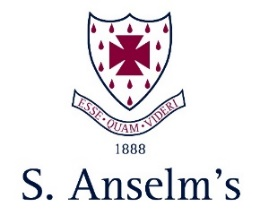 ESSE · QUAM · VIDERI
1888
S. Anselm's